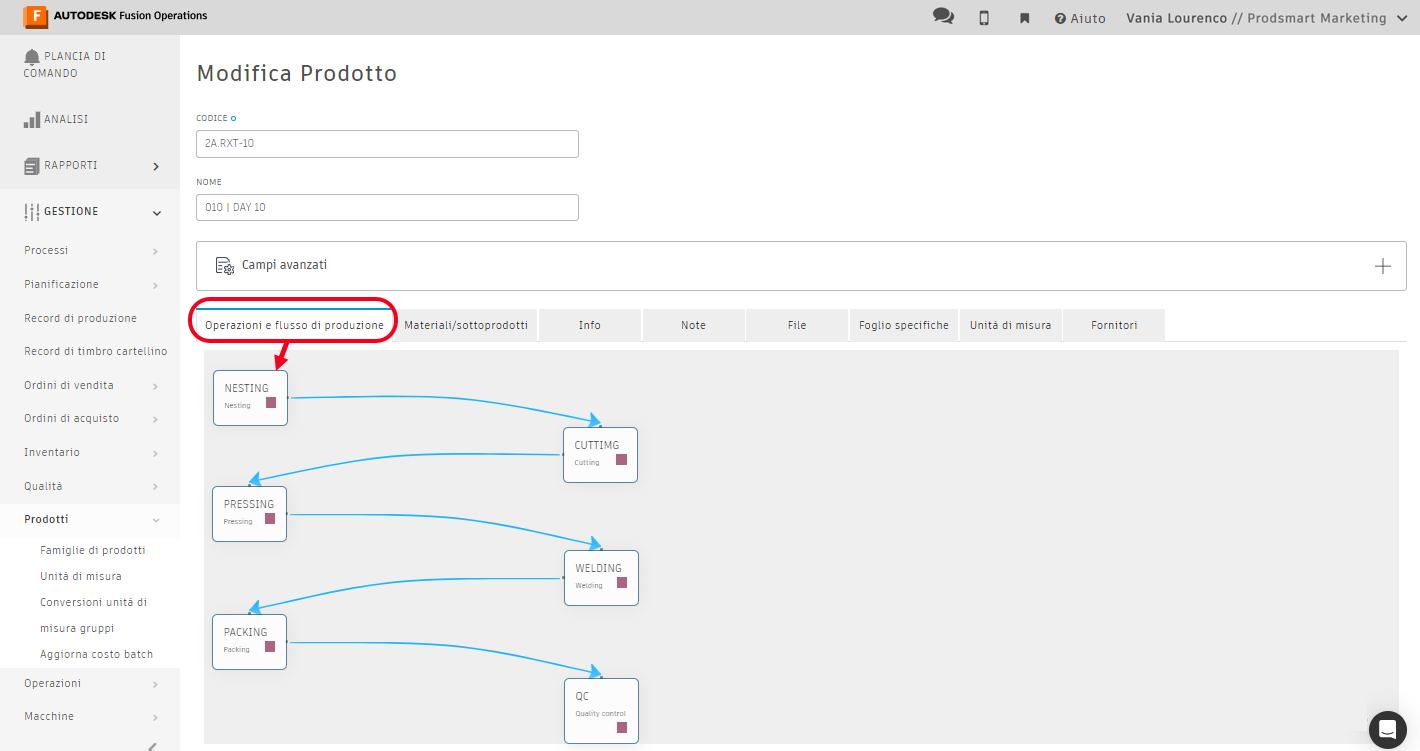 F AUTODESK Fusion Operations
Aiuto
Vania Lourenco // Prodsmart Marketing
PLANCIA DI
COMANDO
ANALISI
RAPPORTI
GESTIONE
Processi
Pianificazione
Record di produzione
Record di timbro cartellino
Ordini di vendita
Ordini di acquisto
Inventario
Qualità
Prodotti
Famiglie di prodotti
Unità di misura
Conversioni unità di
misura gruppi
Aggiorna costo batch
Operazioni
Macchine
Modifica Prodotto
CODICE
2A.RXT-10
NOME
010 | DAY 10
Campi avanzati
Operazioni e flusso di produzione
Materiali/sottoprodotti
Info
Note
File
Foglio specifiche
Unità di misura
Fornitori
NESTING
Nesting
CUTTIMG
Cutting
PRESSING
Pressing
WELDING
Welding
PACKING
Packing
QC
Quality control